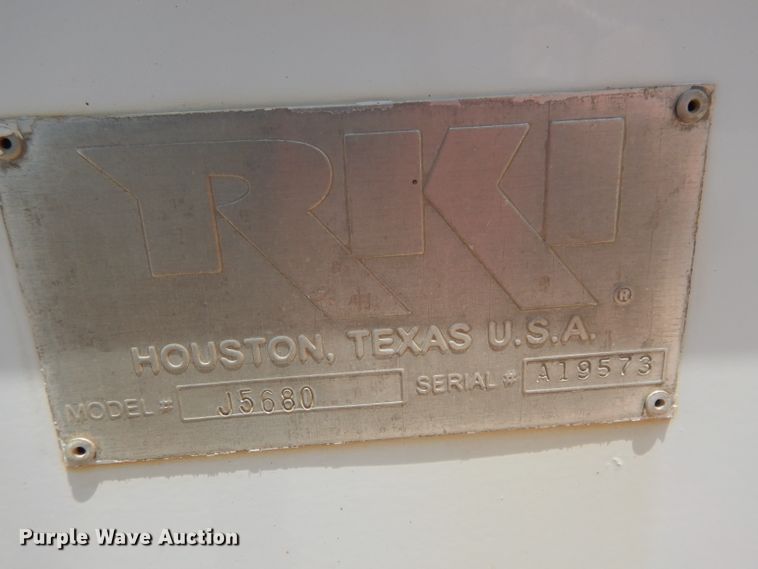 RKI
®
HOUSTON, TEXAS U.S.A.
MODEL # J5680 SERIAL # A19573
Purple Wave Auction